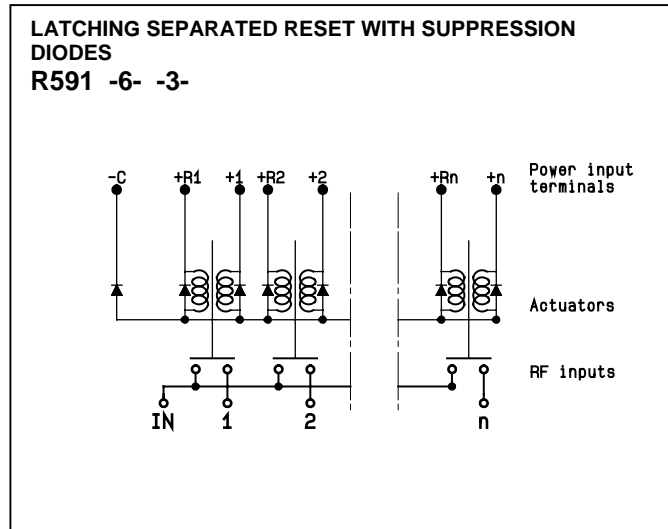 LATCHING SEPARATED RESET WITH SUPPRESSION
DIODES
R591 -6- -3-
-C +R1 +1 +R2 +2 +Rn +n Power input
terminals
Actuators
RF inputs
IN 1 2 n